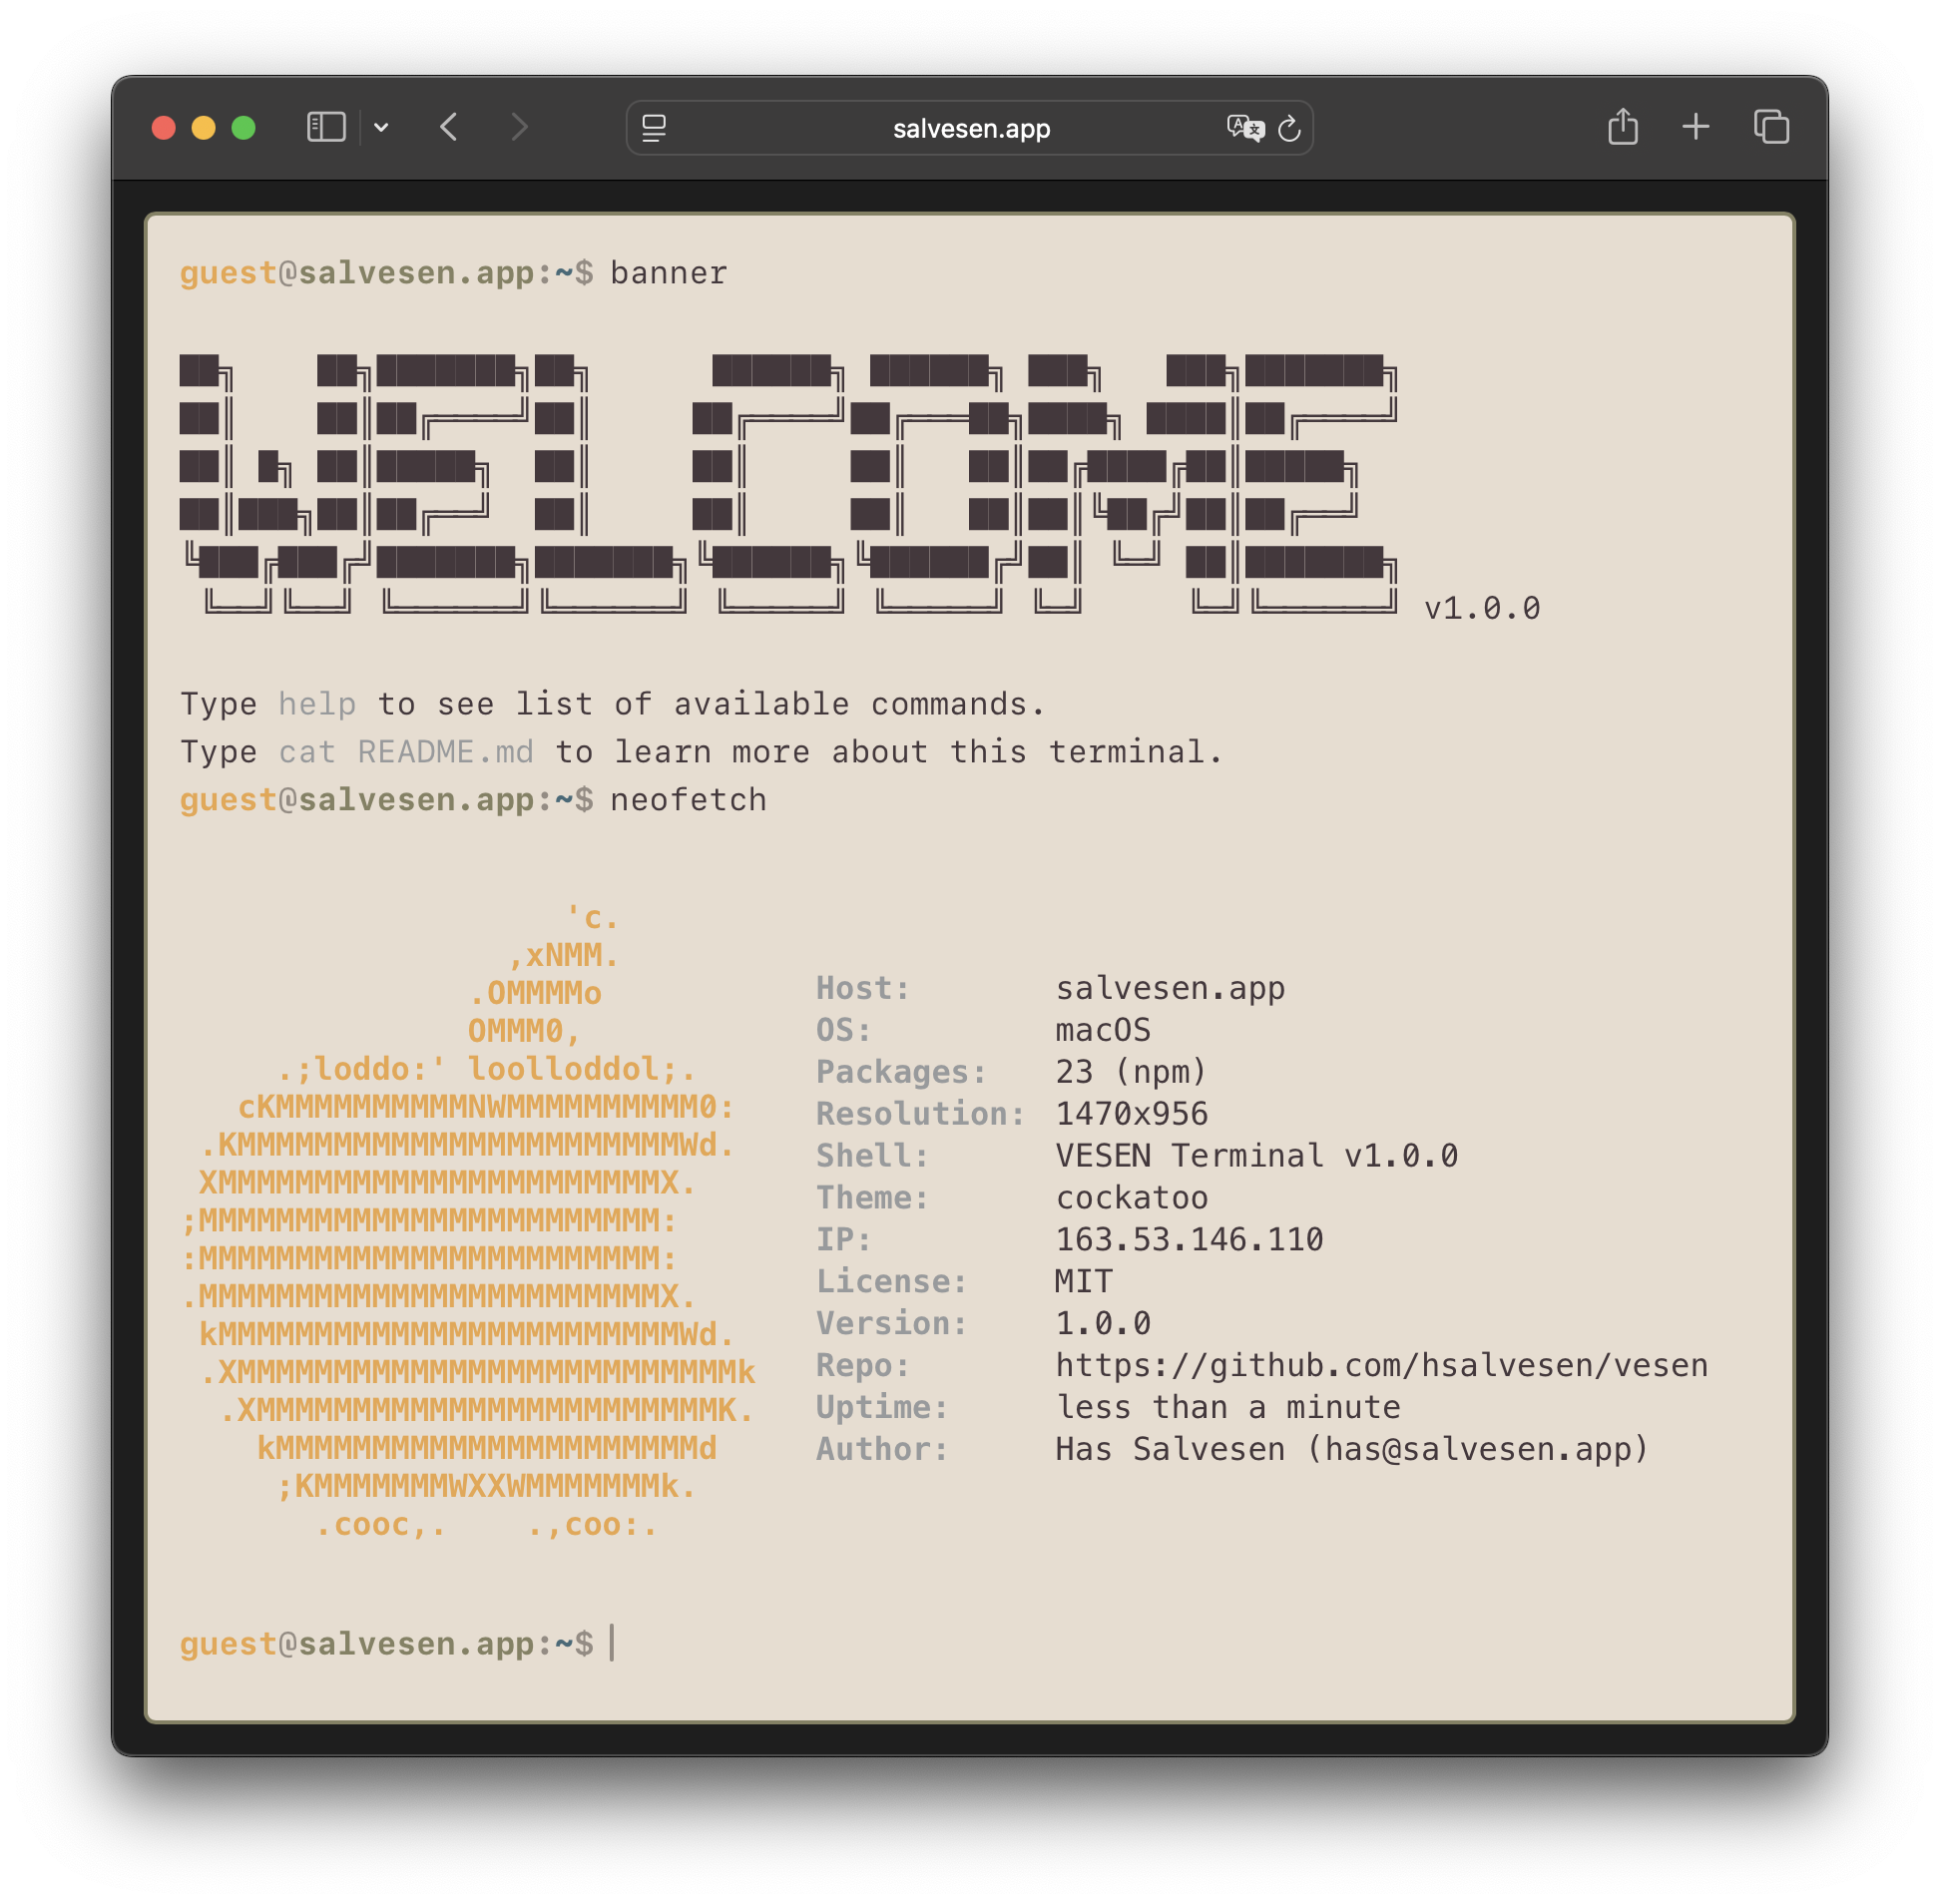 salvesen.app
guest@salvesen.app:~$ banner
WELCOME v1.0.0
Type help to see list of available commands.
Type cat README.md to learn more about this terminal.
guest@salvesen.app:~$ neofetch
'c.
,xNMM.
.OMMMMo
OMMM0,
.;loddo:' loolloddol;.
cKMMMMMMMMMMNWMMMMMMMMMM0:
.KMMMMMMMMMMMMMMMMMMMMMMMWd.
XMMMMMMMMMMMMMMMMMMMMMMMX.
;MMMMMMMMMMMMMMMMMMMMMMMM:
:MMMMMMMMMMMMMMMMMMMMMMMM:
.MMMMMMMMMMMMMMMMMMMMMMMMX.
kMMMMMMMMMMMMMMMMMMMMMMMMWd.
.XMMMMMMMMMMMMMMMMMMMMMMMMMMk
.XMMMMMMMMMMMMMMMMMMMMMMMMK.
kMMMMMMMMMMMMMMMMMMMMMMd
;KMMMMMMMWXXWMMMMMMMk.
.cooc,. .,coo:.
Host: salvesen.app
OS: macOS
Packages: 23 (npm)
Resolution: 1470x956
Shell: VESEN Terminal v1.0.0
Theme: cockatoo
IP: 163.53.146.110
License: MIT
Version: 1.0.0
Repo: https://github.com/hsalvesen/vesen
Uptime: less than a minute
Author: Has Salvesen (has@salvesen.app)
guest@salvesen.app:~$